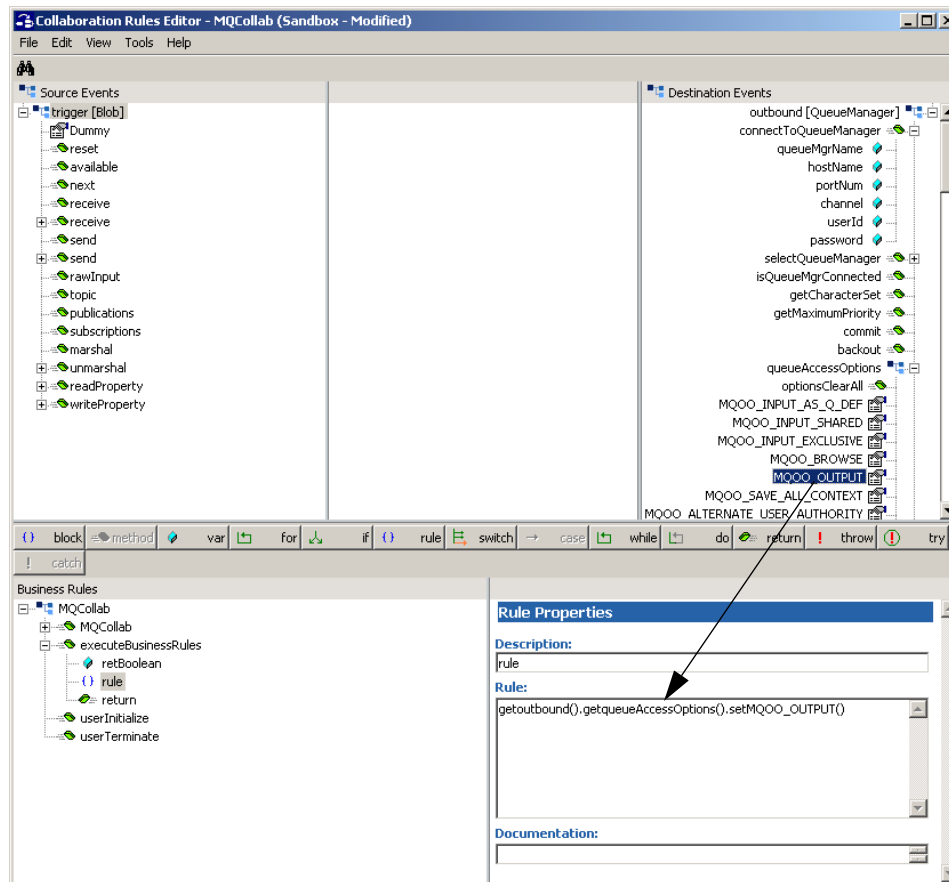 Collaboration Rules Editor - MQCollab (Sandbox - Modified)
File Edit View Tools Help
Source Events
trigger [Blob]
Dummy
reset
available
next
receive
receive
send
send
rawInput
topic
publications
subscriptions
marshal
unmarshal
readProperty
writeProperty
Destination Events
outbound [QueueManager]
connectToQueueManager
queueMgrName
hostName
portNum
channel
userId
password
selectQueueManager
isQueueMgrConnected
getCharacterSet
getMaximumPriority
commit
backout
queueAccessOptions
optionsClearAll
MQOO_INPUT_AS_Q_DEF
MQOO_INPUT_SHARED
MQOO_INPUT_EXCLUSIVE
MQOO_BROWSE
MQOO_OUTPUT
MQOO_SAVE_ALL_CONTEXT
MQOO_ALTERNATE_USER_AUTHORITY
{} block method var for if {} rule switch case while do return ! throw try
! catch
Business Rules
MQCollab
MQCollab
executeBusinessRules
retBoolean
{} rule
return
userInitialize
userTerminate
Rule Properties
Description:
rule
Rule:
getoutbound().getqueueAccessOptions().setMQOO_OUTPUT()
Documentation: